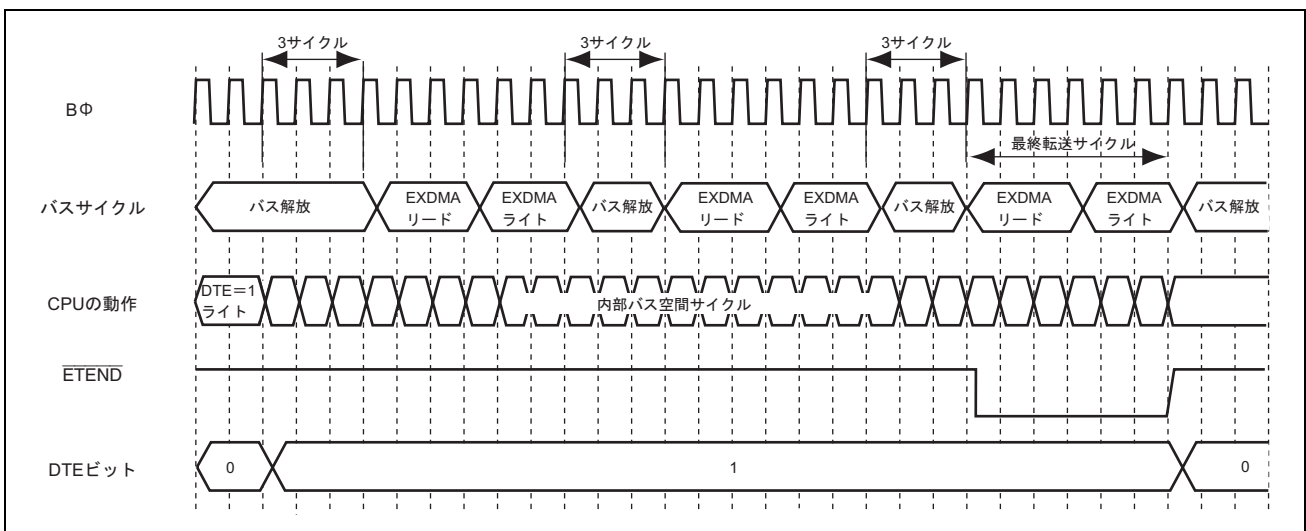 3サイクル 3サイクル 3サイクル
BΦ
最終転送サイクル
バスサイクル バス解放 EXDMA リード EXDMA ライト バス解放 EXDMA リード EXDMA ライト バス解放 EXDMA リード EXDMA ライト バス解放
CPUの動作 DTE=1 ライト 内部バス空間サイクル
ETEND
DTEビット 0 1 0